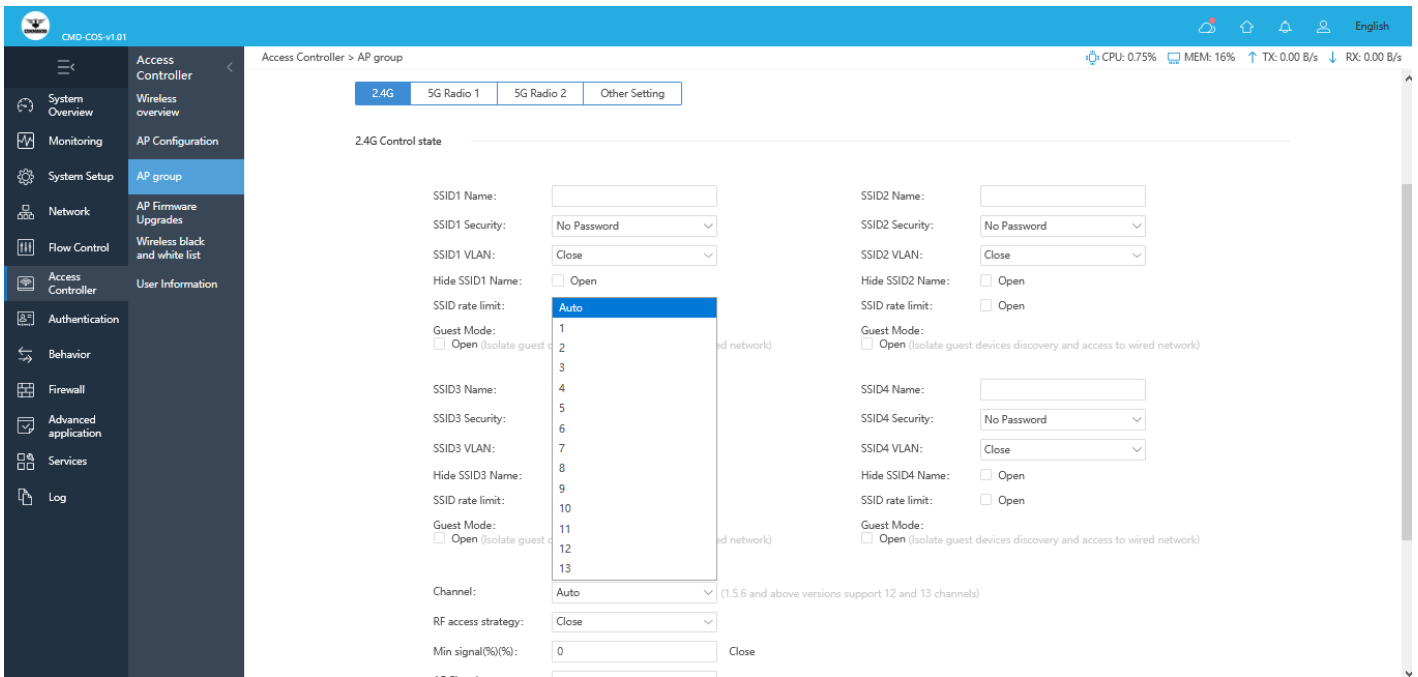 CMD-COS-v1.01
English
Access Controller
Access Controller > AP group
CPU: 0.75% MEM: 16% TX: 0.00 B/s RX: 0.00 B/s
System Overview
Monitoring
System Setup
Network
Flow Control
Access Controller
Authentication
Behavior
Firewall
Advanced application
Services
Log
Wireless overview
AP Configuration
AP group
AP Firmware Upgrades
Wireless black and white list
User Information
2.4G 5G Radio 1 5G Radio 2 Other Setting
2.4G Control state
SSID1 Name: SSID2 Name:
SSID1 Security: No Password SSID2 Security: No Password
SSID1 VLAN: Close SSID2 VLAN: Close
Hide SSID1 Name: Open Hide SSID2 Name: Open
SSID rate limit: SSID rate limit: Open
Guest Mode: Guest Mode:
Open (Isolate guest ed network) Open (Isolate guest devices discovery and access to wired network)
SSID3 Name: SSID4 Name:
SSID3 Security: SSID4 Security: No Password
SSID3 VLAN: SSID4 VLAN: Close
Hide SSID3 Name: Hide SSID4 Name: Open
SSID rate limit: SSID rate limit: Open
Guest Mode: Guest Mode:
Open (Isolate guest ed network) Open (Isolate guest devices discovery and access to wired network)
Auto
1
2
3
4
5
6
7
8
9
10
11
12
13
Channel: Auto (1.5.6 and above versions support 12 and 13 channels)
RF access strategy: Close
Min signal(%)(%): 0 Close